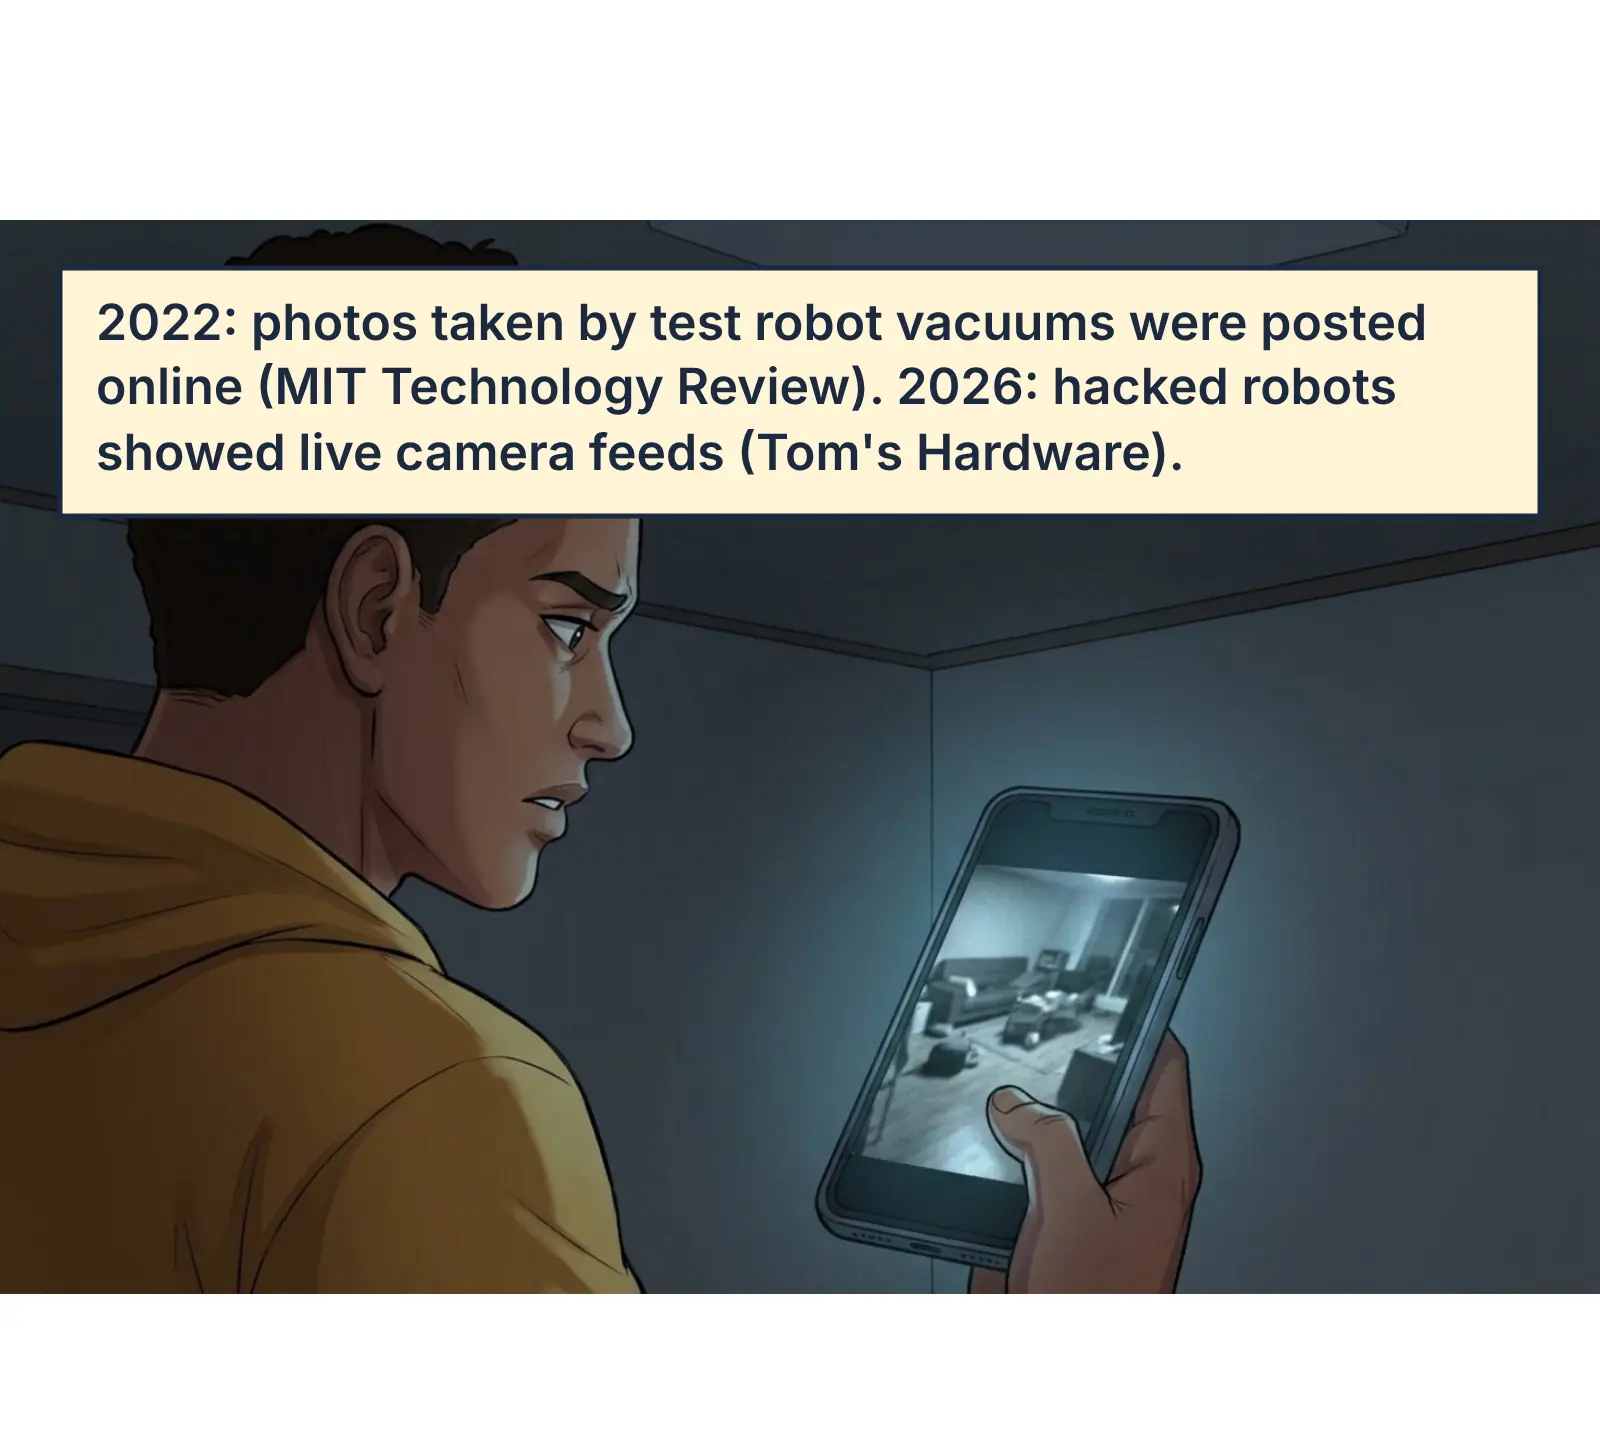 2022: photos taken by test robot vacuums were posted
online (MIT Technology Review). 2026: hacked robots
showed live camera feeds (Tom's Hardware).